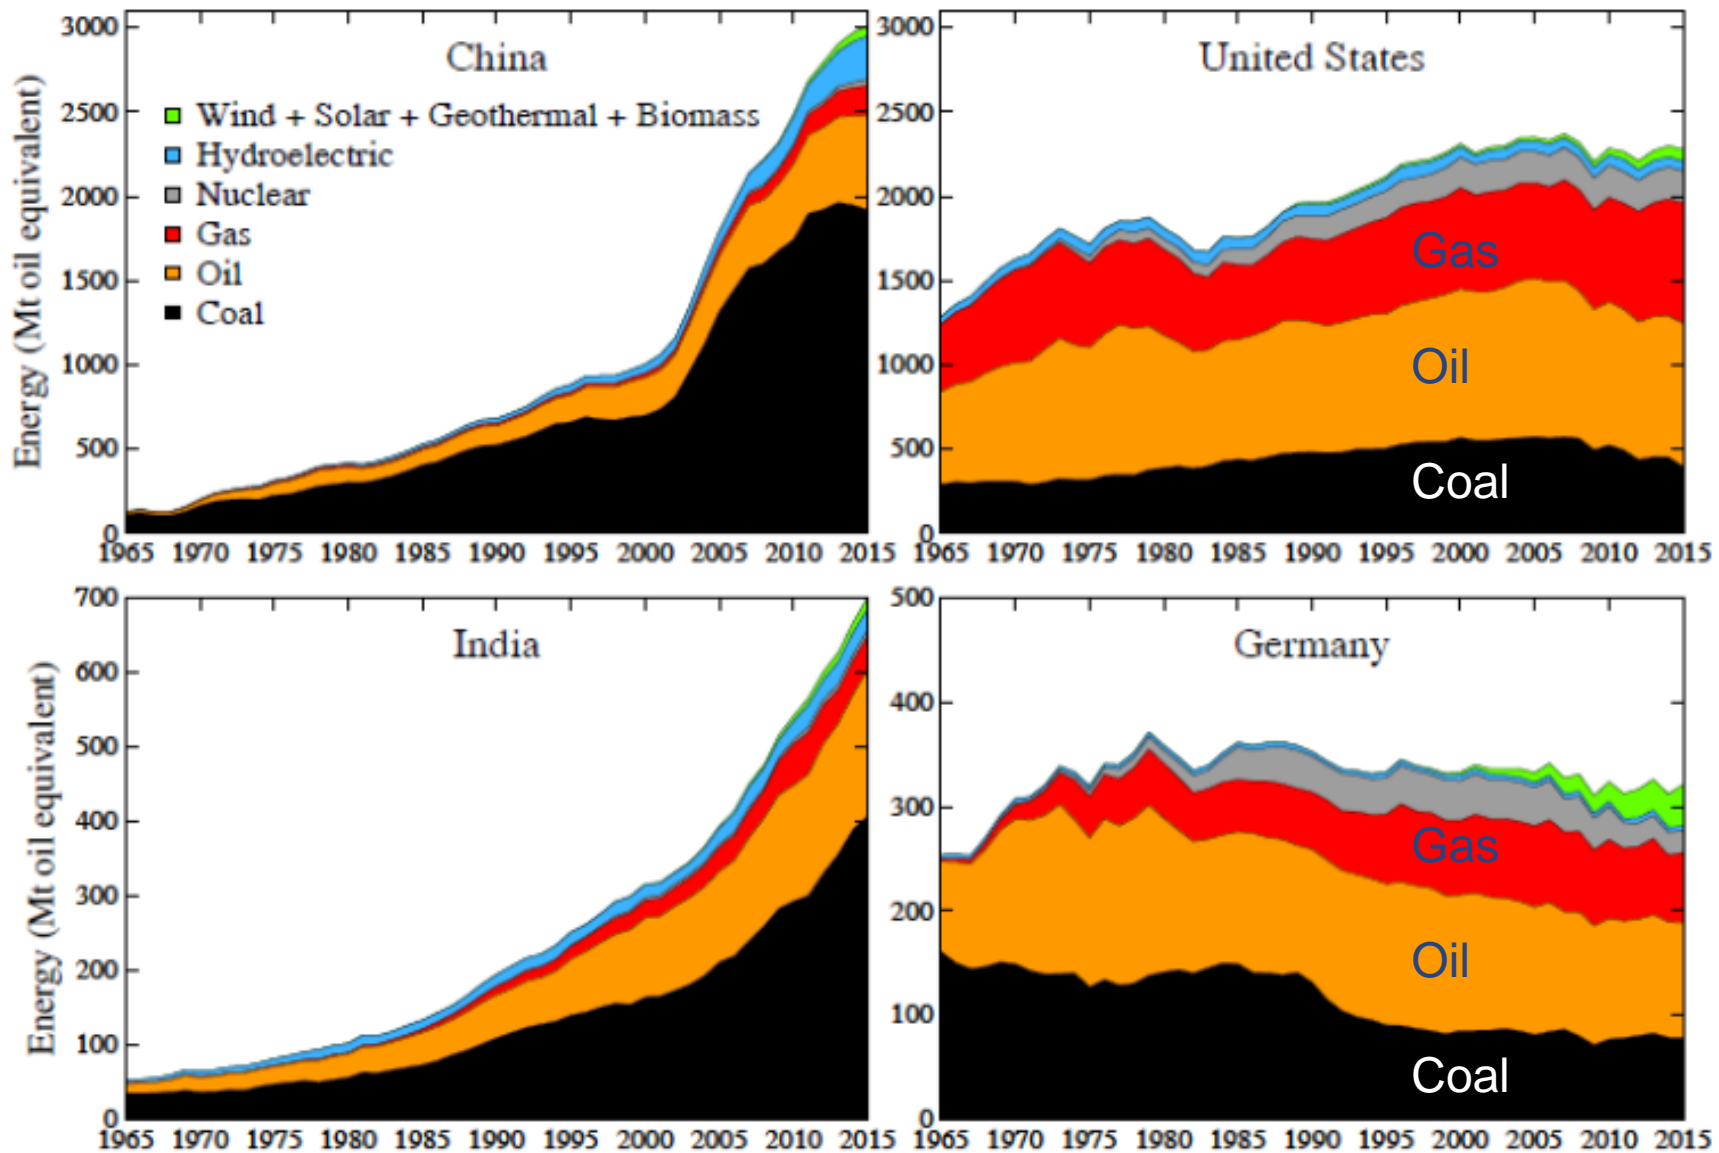 China
United States
Energy (Mt oil equivalent)
3000
2500
2000
1500
1000
500
0
Wind + Solar + Geothermal + Biomass
Hydroelectric
Nuclear
Gas
Oil
Coal
1965 1970 1975 1980 1985 1990 1995 2000 2005 2010 2015
3000
2500
2000
1500
1000
500
0
Gas
Oil
Coal
1965 1970 1975 1980 1985 1990 1995 2000 2005 2010 2015
India
Energy (Mt oil equivalent)
700
600
500
400
300
200
100
0
1965 1970 1975 1980 1985 1990 1995 2000 2005 2010 2015
Germany
500
400
300
200
100
0
Gas
Oil
Coal
1965 1970 1975 1980 1985 1990 1995 2000 2005 2010 2015